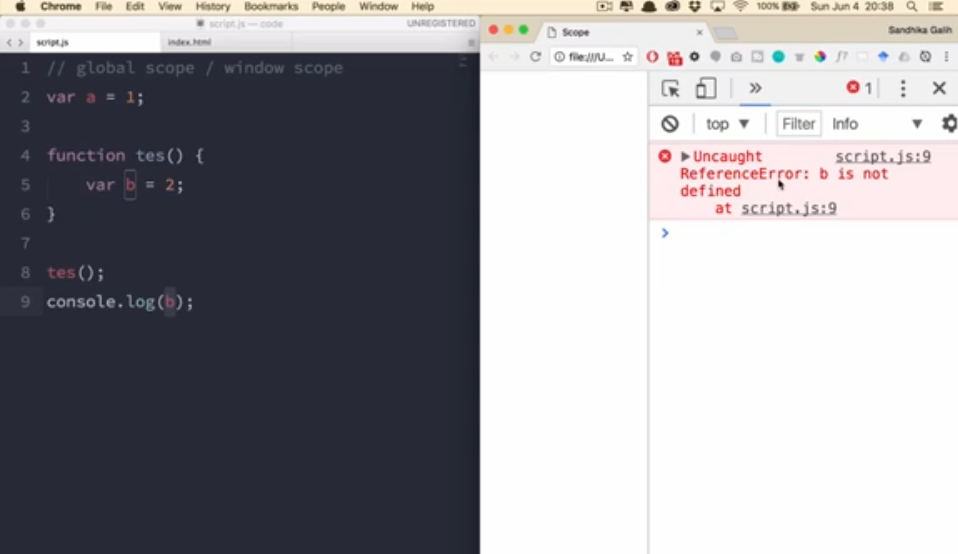 Chrome File Edit View History Bookmarks People Window Help 100% Sun Jun 4 20:38
script.js — code UNREGISTERED
script.js index.html
1 // global scope / window scope
2 var a = 1;
3
4 function tes() {
5 var b = 2;
6 }
7
8 tes();
9 console.log(b);
Scope Sandhika Galih
file:///U...
1
top Filter Info
Uncaught script.js:9
ReferenceError: b is not
defined
at script.js:9